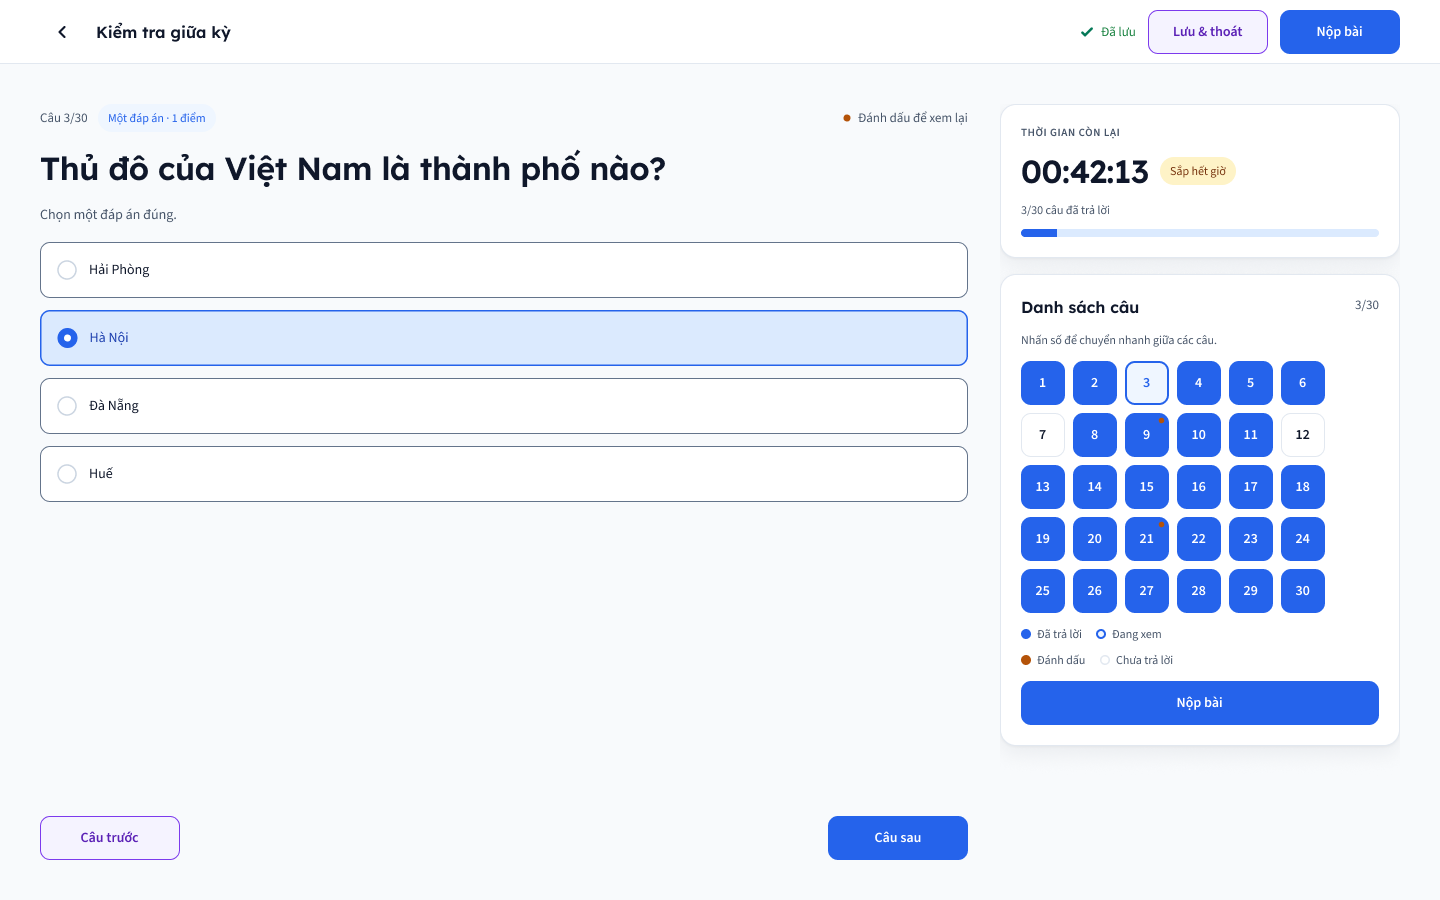 Kiểm tra giữa kỳ
Đã lưu
Lưu & thoát
Nộp bài
Câu 3/30
Một đáp án · 1 điểm
Đánh dấu để xem lại
Thủ đô của Việt Nam là thành phố nào?
Chọn một đáp án đúng.
Hải Phòng
Hà Nội
Đà Nẵng
Huế
Câu trước
Câu sau
THỜI GIAN CÒN LẠI
00:42:13
Sắp hết giờ
3/30 câu đã trả lời
Danh sách câu
3/30
Nhấn số để chuyển nhanh giữa các câu.
1 2 3 4 5 6
7 8 9 10 11 12
13 14 15 16 17 18
19 20 21 22 23 24
25 26 27 28 29 30
Đã trả lời
Đang xem
Đánh dấu
Chưa trả lời
Nộp bài